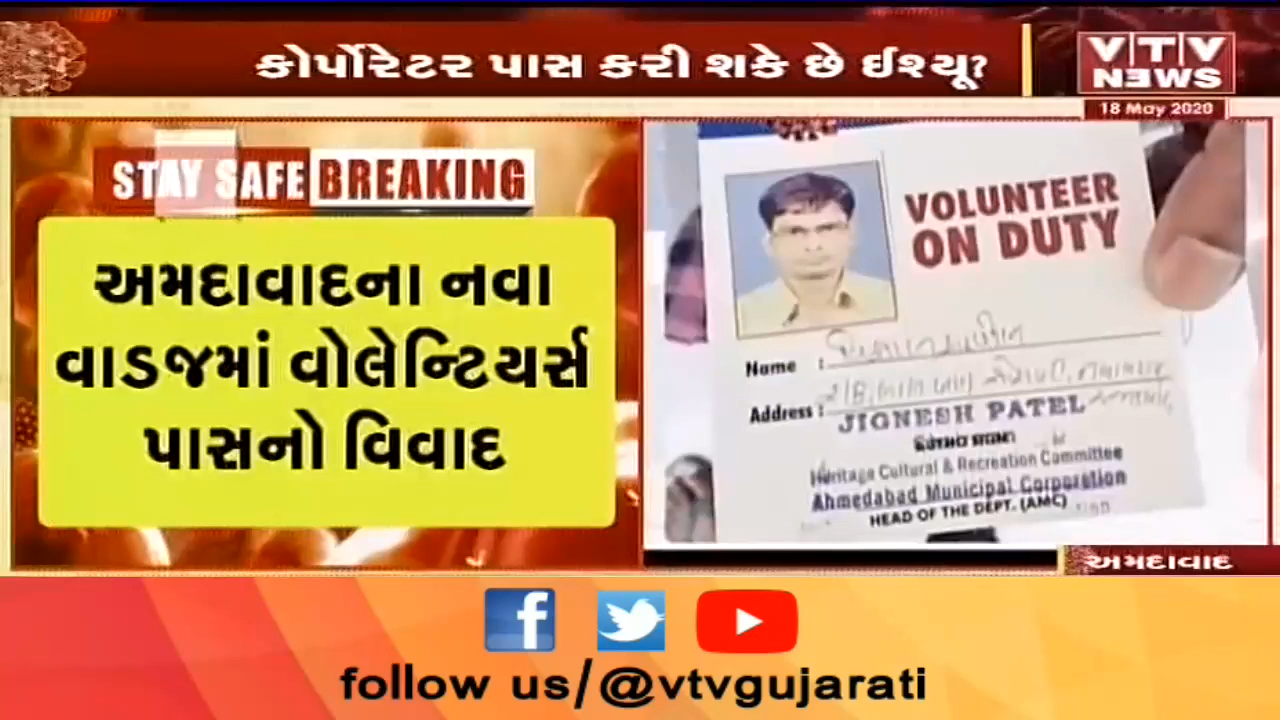 કોર્પોરેટર પાસ કરી શકે છે ઈશ્યૂ?
VTV
NEWS
18 May 2020
STAY SAFE BREAKING
અમદાવાદના નવા
વાડજમાં વોલેન્ટિયર્સ
પાસનો વિવાદ
VOLUNTEER
ON DUTY
Name :
Address :
JIGNESH PATEL
Heritage Cultural & Recreation Committee
Ahmedabad Municipal Corporation
HEAD OF THE DEPT. (AMC)
અમદાવાદ
follow us/@vtvgujarati